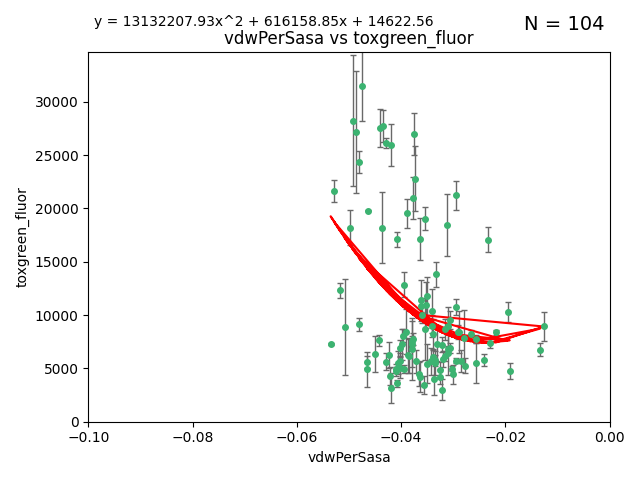 y = 13132207.93x^2 + 616158.85x + 14622.56
N = 104
vdwPerSasa vs toxgreen_fluor
30000
25000
20000
15000
10000
5000
0
toxgreen_fluor
−0.10
−0.08
−0.06
−0.04
−0.02
0.00
vdwPerSasa